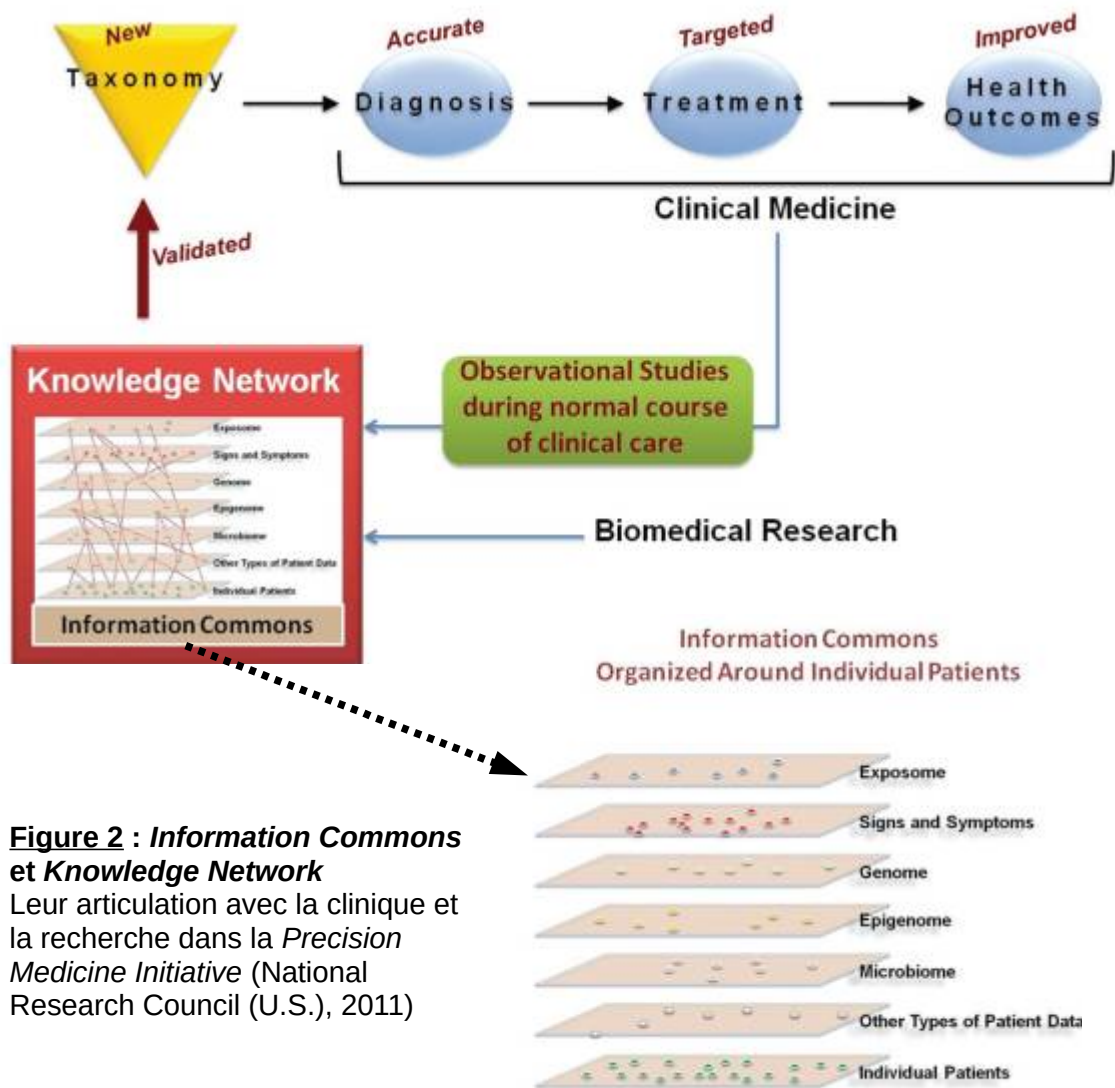 New
Taxonomy
Accurate
Diagnosis
Targeted
Treatment
Improved
Health
Outcomes
Clinical Medicine
Validated
Knowledge Network
Exposome
Signs and Symptoms
Genome
Epigenome
Microbiome
Other Types of Patient Data
Individual Patients
Information Commons
Observational Studies
during normal course
of clinical care
Biomedical Research
Information Commons
Organized Around Individual Patients
Exposome
Signs and Symptoms
Genome
Epigenome
Microbiome
Other Types of Patient Data
Individual Patients
Figure 2 : Information Commons
et Knowledge Network
Leur articulation avec la clinique et
la recherche dans la Precision
Medicine Initiative (National
Research Council (U.S.), 2011)